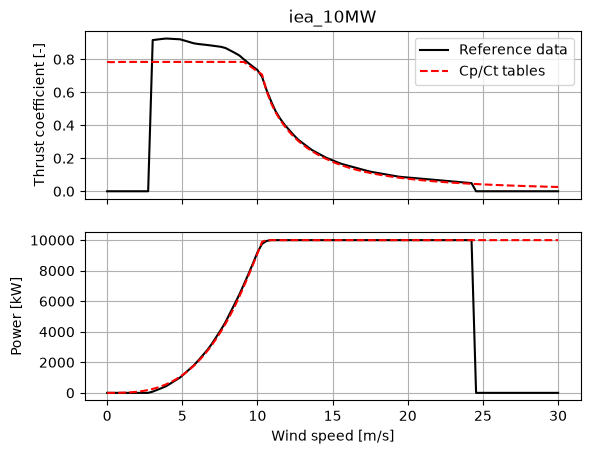 iea_10MW
Thrust coefficient [-]
0.8
0.6
0.4
0.2
0.0
Reference data
Cp/Ct tables
Power [kW]
10000
8000
6000
4000
2000
0
0 5 10 15 20 25 30
Wind speed [m/s]